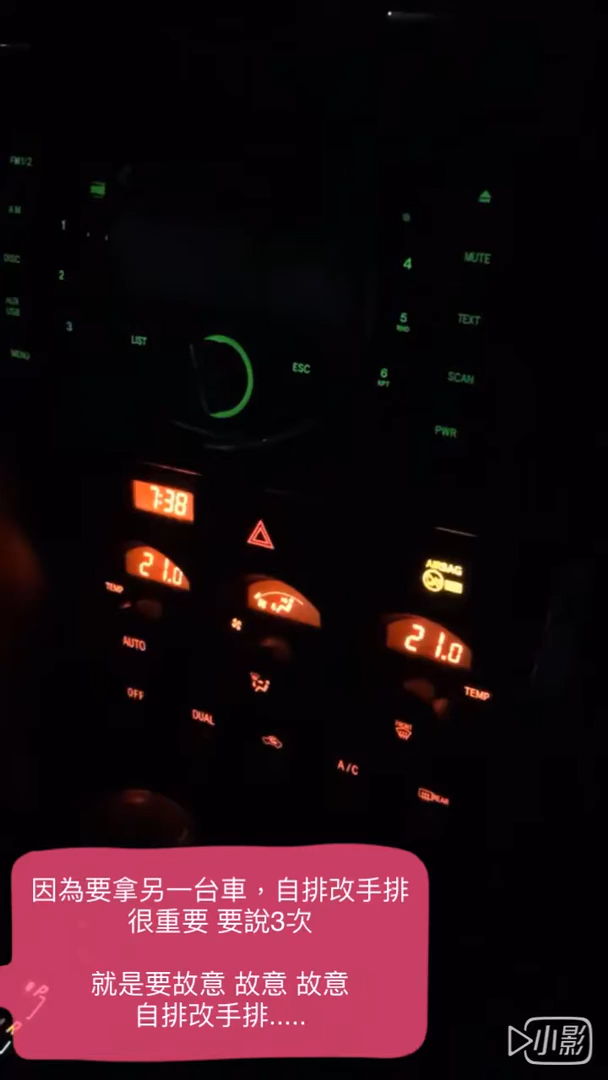 FM1/2
AM
1
DISC
4
MUTE
2
AUX
USB
5
RND
TEXT
3
LIST
MENU
ESC
6
RPT
SCAN
PWR
7:38
AIRBAG
21.0
TEMP
21.0
AUTO
TEMP
OFF
DUAL
FRONT
A/C
REAR
因為要拿另一台車，自排改手排
很重要 要說3次
就是要故意 故意 故意
自排改手排.....
P
R
小影